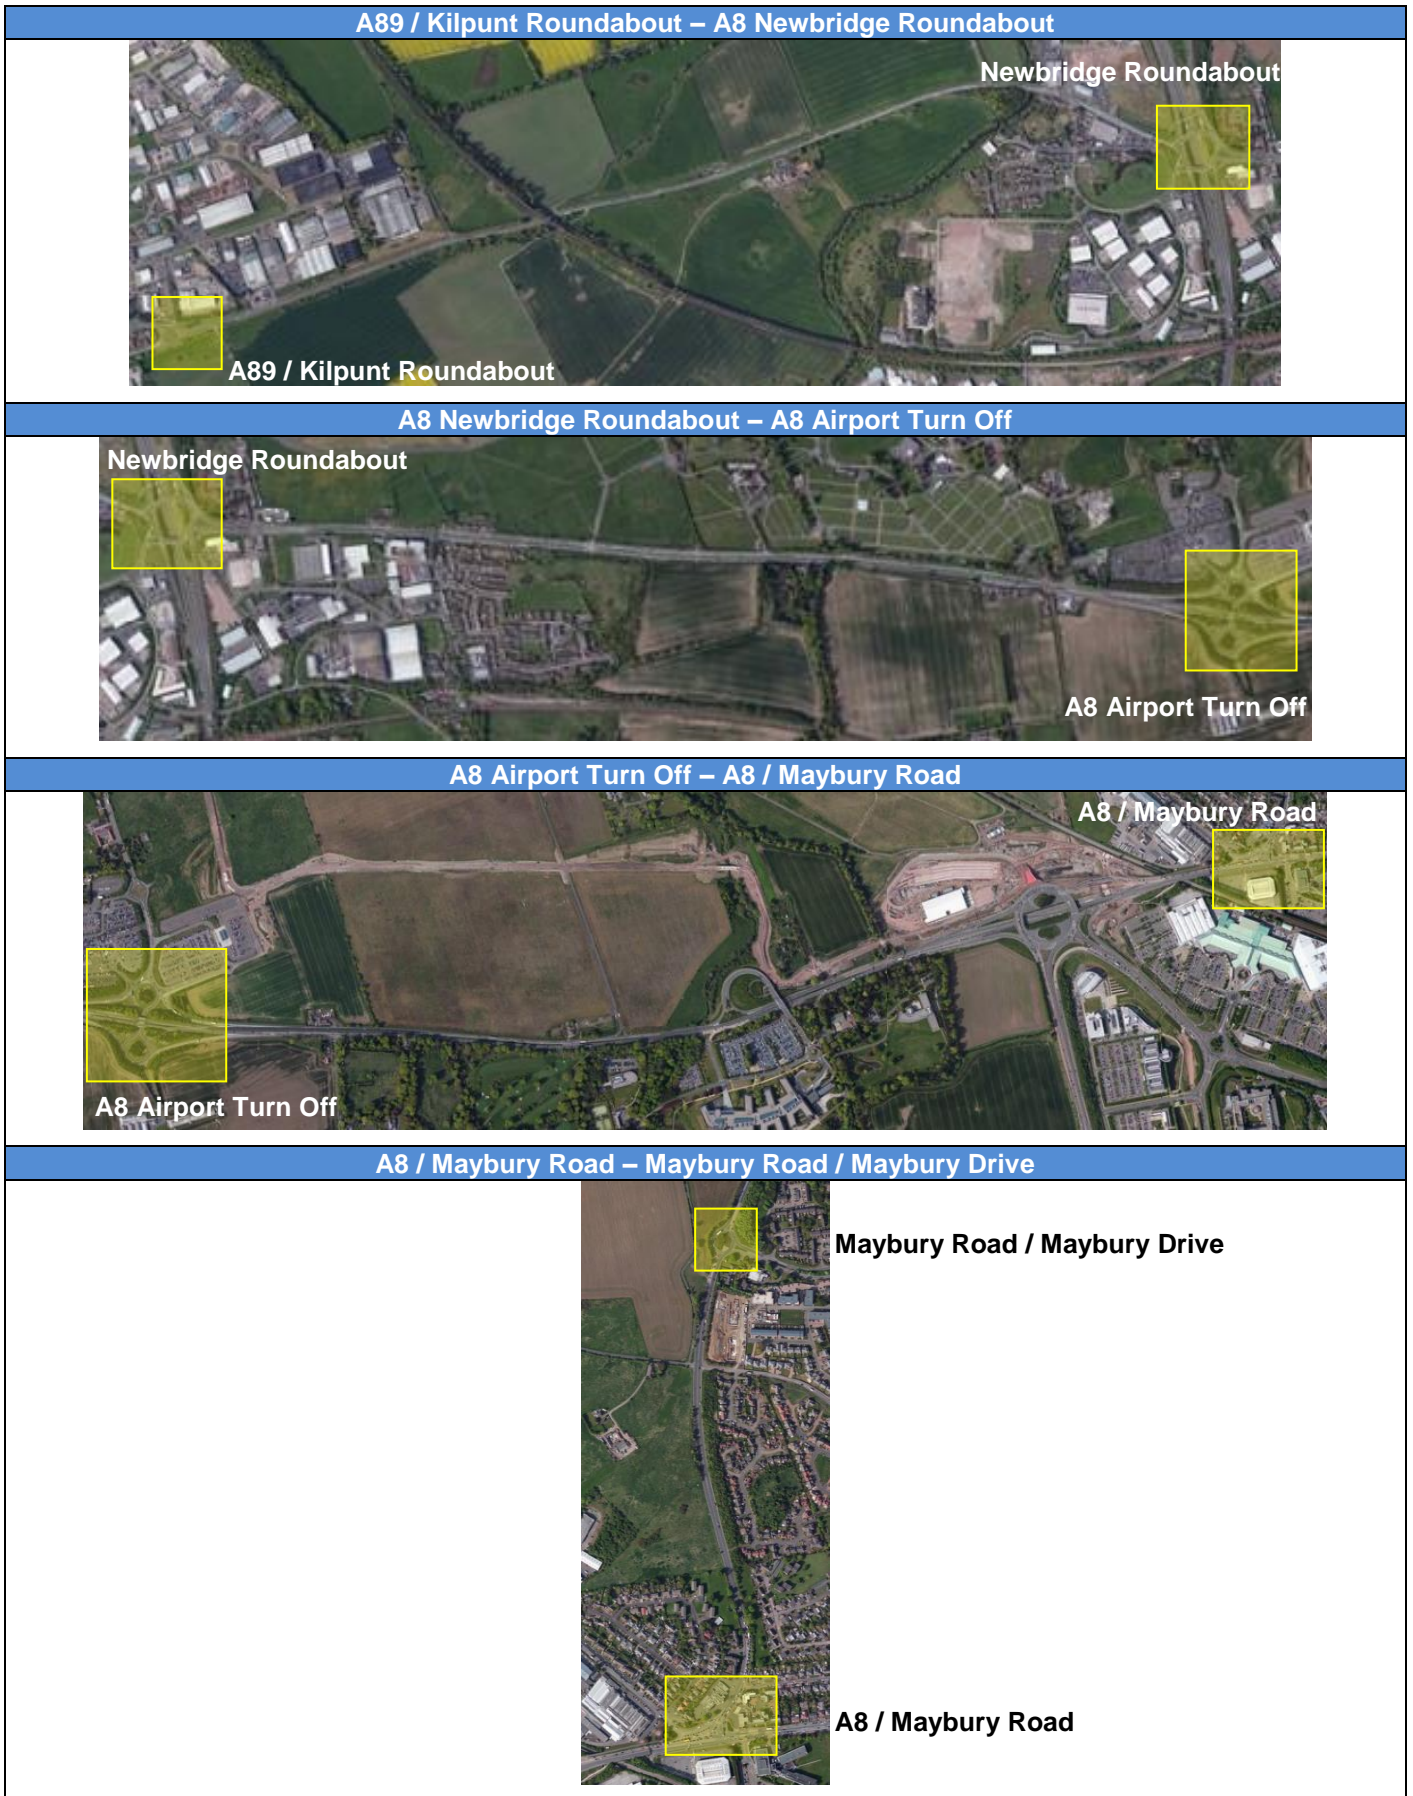 A89 / Kilpunt Roundabout – A8 Newbridge Roundabout
Newbridge Roundabout
A89 / Kilpunt Roundabout
A8 Newbridge Roundabout – A8 Airport Turn Off
Newbridge Roundabout
A8 Airport Turn Off
A8 Airport Turn Off – A8 / Maybury Road
A8 / Maybury Road
A8 Airport Turn Off
A8 / Maybury Road – Maybury Road / Maybury Drive
Maybury Road / Maybury Drive
A8 / Maybury Road